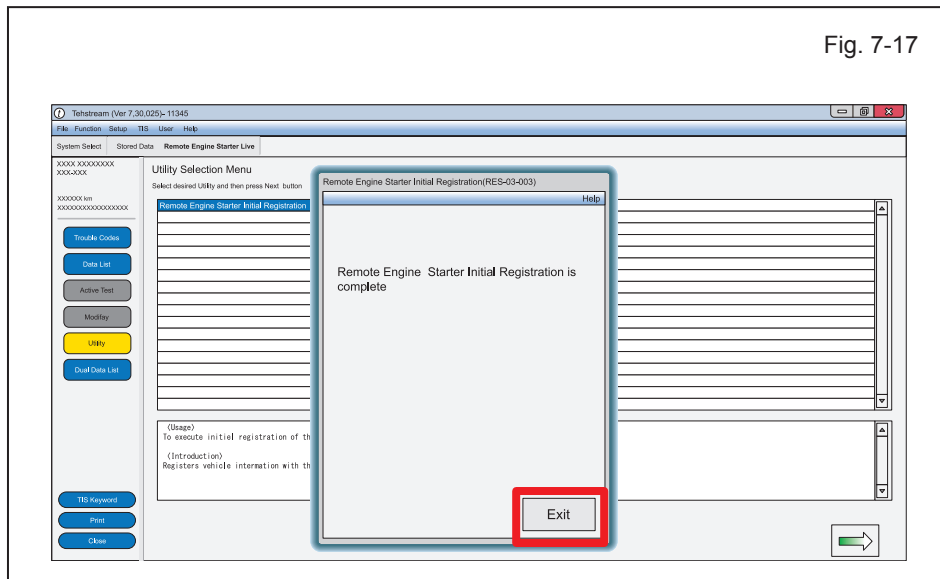 Fig. 7-17
Tehstream (Ver 7,30,025)- 11345
File Function Setup TIS User Help
System Select Stored Data Remote Engine Starter Live
XXXX XXXXXXXX
XXX-XXX
XXXXXX km
XXXXXXXXXXXXXXXXX
Trouble Codes
Data List
Active Test
Modifay
Utility
Dual Data List
TIS Keyword
Print
Close
Utility Selection Menu
Select desired Utility and then press Next button
Remote Engine Starter Initial Registration
(Usage)
To execute initiel registration of th
(Introduction)
Registers vehicle intermation with th
Remote Engine Starter Initial Registration(RES-03-003)
Help
Remote Engine Starter Initial Registration is
complete
Exit